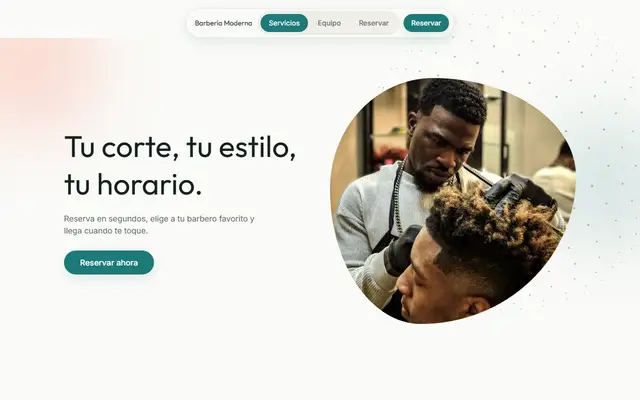 Barbería Moderna
Servicios
Equipo
Reservar
Reservar
Tu corte, tu estilo,
tu horario.
Reserva en segundos, elige a tu barbero favorito y
llega cuando te toque.
Reservar ahora